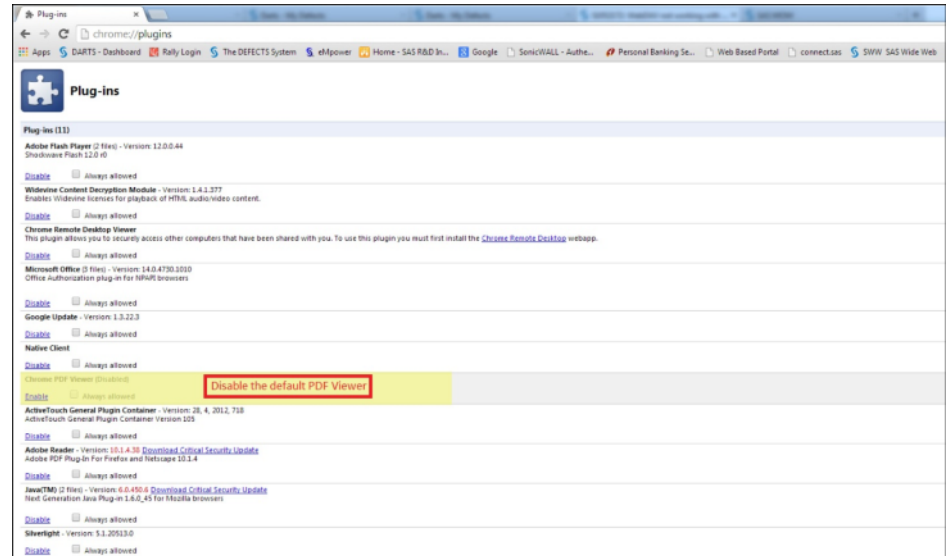 Plug-ins
chrome://plugins
Apps DARTS - Dashboard Rally Login The DEFECTS System eMpower Home - SAS R&D In... Google SonicWALL - Authe... Personal Banking Se... Web Based Portal connect.sas SWW SAS Wide Web
Plug-ins
Plug-ins (11)
Adobe Flash Player (2 files) - Version: 12.0.0.44
Shockwave Flash 12.0 r0
Disable Always allowed
Widevine Content Decryption Module - Version: 1.4.1.377
Enables Widevine licenses for playback of HTML audio/video content.
Disable Always allowed
Chrome Remote Desktop Viewer
This plugin allows you to securely access other computers that have been shared with you. To use this plugin you must first install the Chrome Remote Desktop webapp.
Disable Always allowed
Microsoft Office (3 files) - Version: 14.0.4730.1010
Office Authorization plug-in for NPAPI browsers
Disable Always allowed
Google Update - Version: 1.3.22.3
Disable Always allowed
Native Client
Disable Always allowed
Chrome PDF Viewer (Disabled)
Disable the default PDF Viewer
Enable Always allowed
ActiveTouch General Plugin Container - Version: 28, 4, 2012, 718
ActiveTouch General Plugin Container Version 105
Disable Always allowed
Adobe Reader - Version: 10.1.4.38 Download Critical Security Update
Adobe PDF Plug-In For Firefox and Netscape 10.1.4
Disable Always allowed
Java(TM) (2 files) - Version: 6.0.450.6 Download Critical Security Update
Next Generation Java Plug-in 1.6.0_45 for Mozilla browsers
Disable Always allowed
Silverlight - Version: 5.1.20513.0
Disable Always allowed